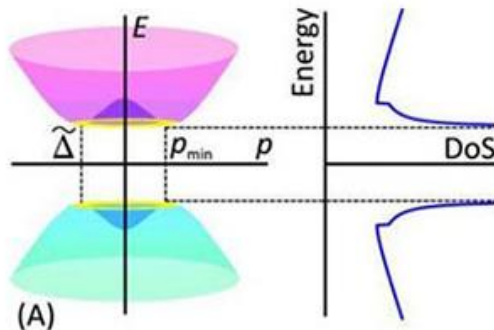 E
Energy
Δ̃
p_min
p
DoS
(A)